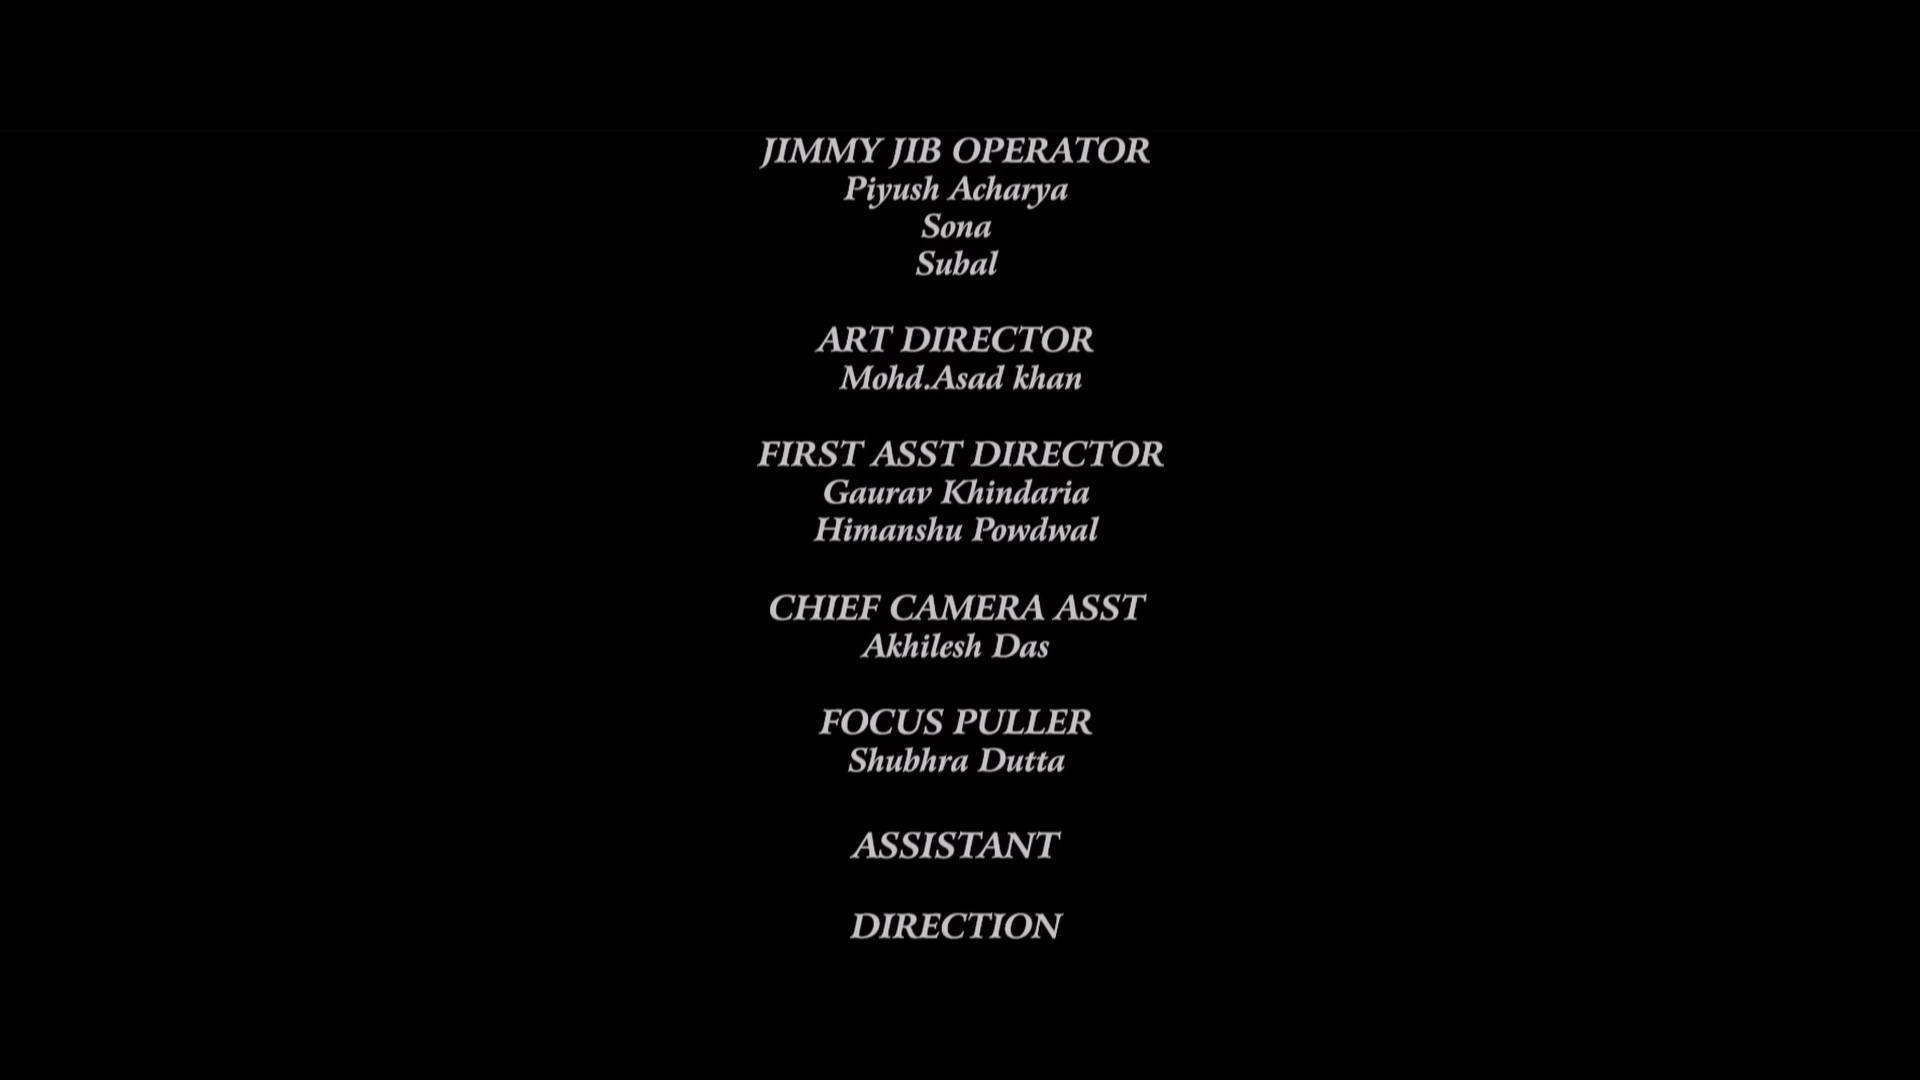 JIMMY JIB OPERATOR
Piyush Acharya
Sona
Subal
ART DIRECTOR
Mohd.Asad khan
FIRST ASST DIRECTOR
Gaurav Khindaria
Himanshu Powdwal
CHIEF CAMERA ASST
Akhilesh Das
FOCUS PULLER
Shubhra Dutta
ASSISTANT
DIRECTION